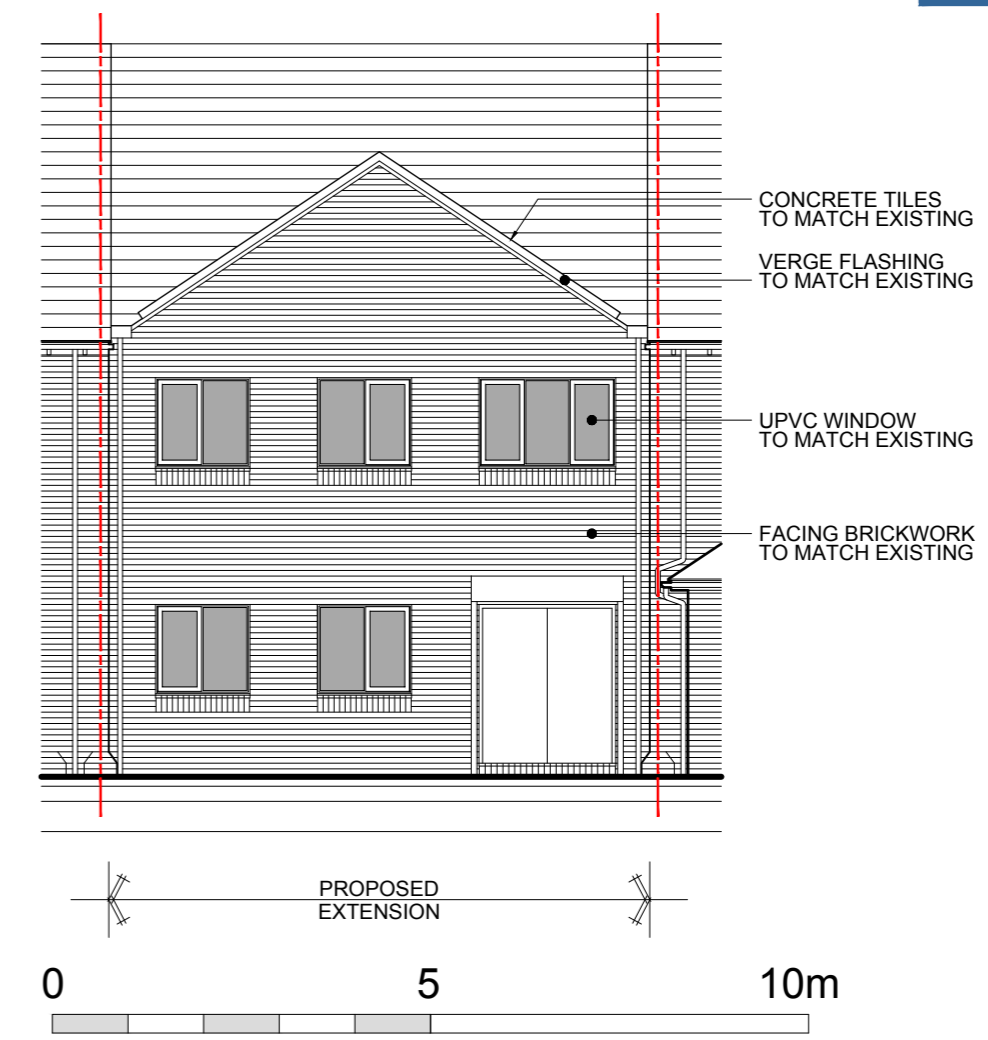 CONCRETE TILES
TO MATCH EXISTING
VERGE FLASHING
TO MATCH EXISTING
UPVC WINDOW
TO MATCH EXISTING
FACING BRICKWORK
TO MATCH EXISTING
PROPOSED
EXTENSION
0 5 10m